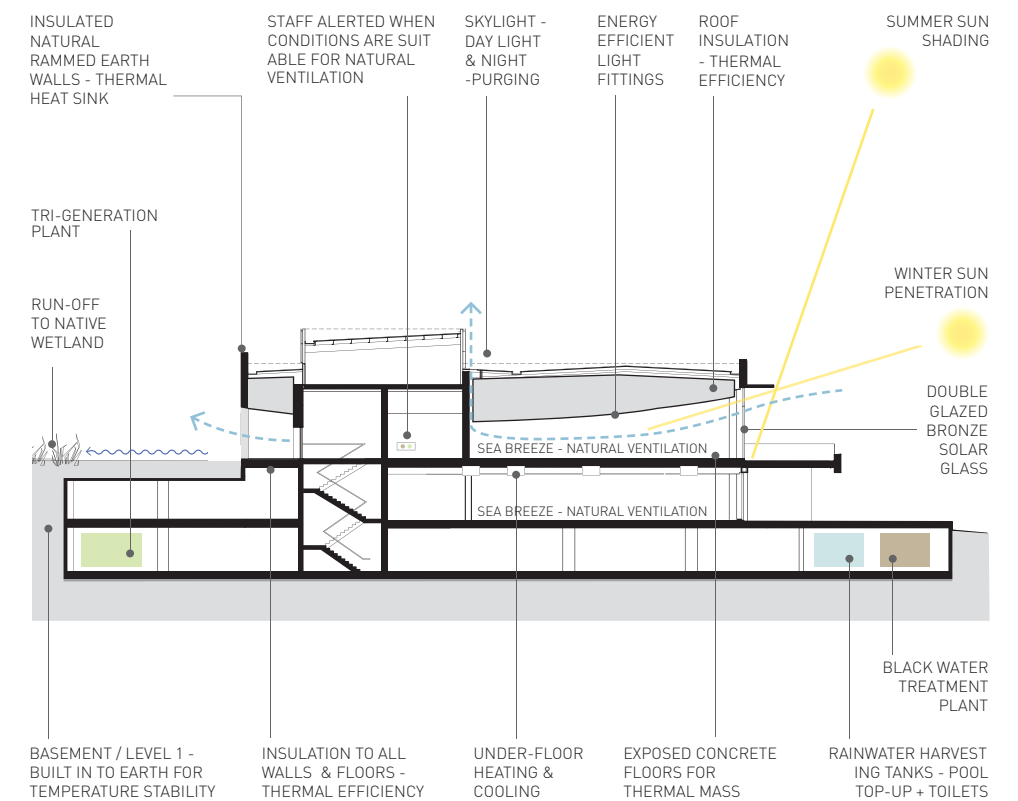 INSULATED
NATURAL
RAMMED EARTH
WALLS - THERMAL
HEAT SINK
STAFF ALERTED WHEN
CONDITIONS ARE SUIT
ABLE FOR NATURAL
VENTILATION
SKYLIGHT -
DAY LIGHT
& NIGHT
-PURGING
ENERGY
EFFICIENT
LIGHT
FITTINGS
ROOF
INSULATION
- THERMAL
EFFICIENCY
SUMMER SUN
SHADING
TRI-GENERATION
PLANT
WINTER SUN
PENETRATION
RUN-OFF
TO NATIVE
WETLAND
DOUBLE
GLAZED
BRONZE
SOLAR
GLASS
SEA BREEZE - NATURAL VENTILATION
SEA BREEZE - NATURAL VENTILATION
BLACK WATER
TREATMENT
PLANT
BASEMENT / LEVEL 1 -
BUILT IN TO EARTH FOR
TEMPERATURE STABILITY
INSULATION TO ALL
WALLS & FLOORS -
THERMAL EFFICIENCY
UNDER-FLOOR
HEATING &
COOLING
EXPOSED CONCRETE
FLOORS FOR
THERMAL MASS
RAINWATER HARVEST
ING TANKS - POOL
TOP-UP + TOILETS